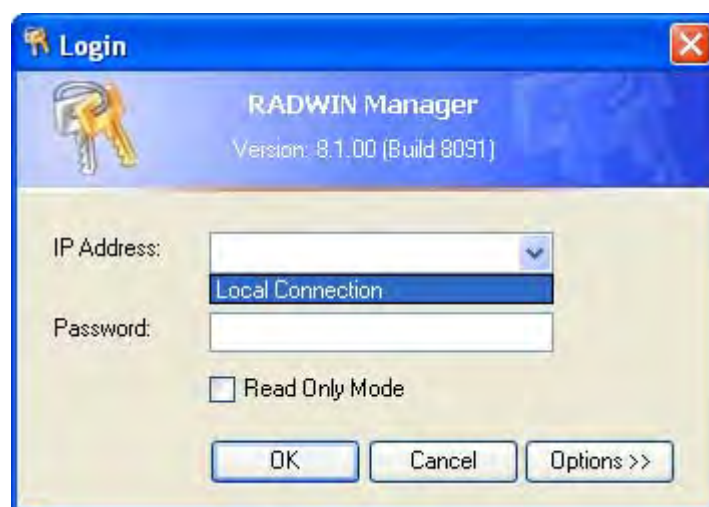 Login
RADWIN Manager
Version: 8.1.00 (Build 8091)
IP Address:
Local Connection
Password:
Read Only Mode
OK Cancel Options >>